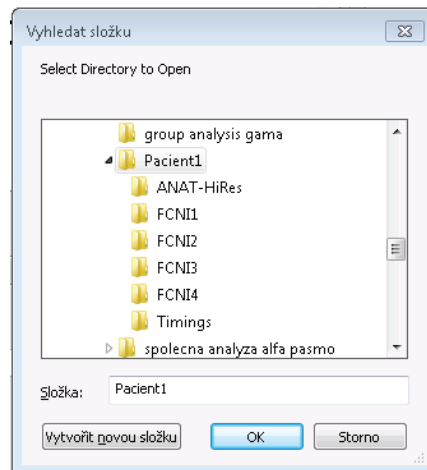 Vyhledat složku
Select Directory to Open
group analysis gama
Pacient1
ANAT-HiRes
FCNI1
FCNI2
FCNI3
FCNI4
Timings
spolecna analyza alfa pasmo
Složka: Pacient1
Vytvořit novou složku OK Storno